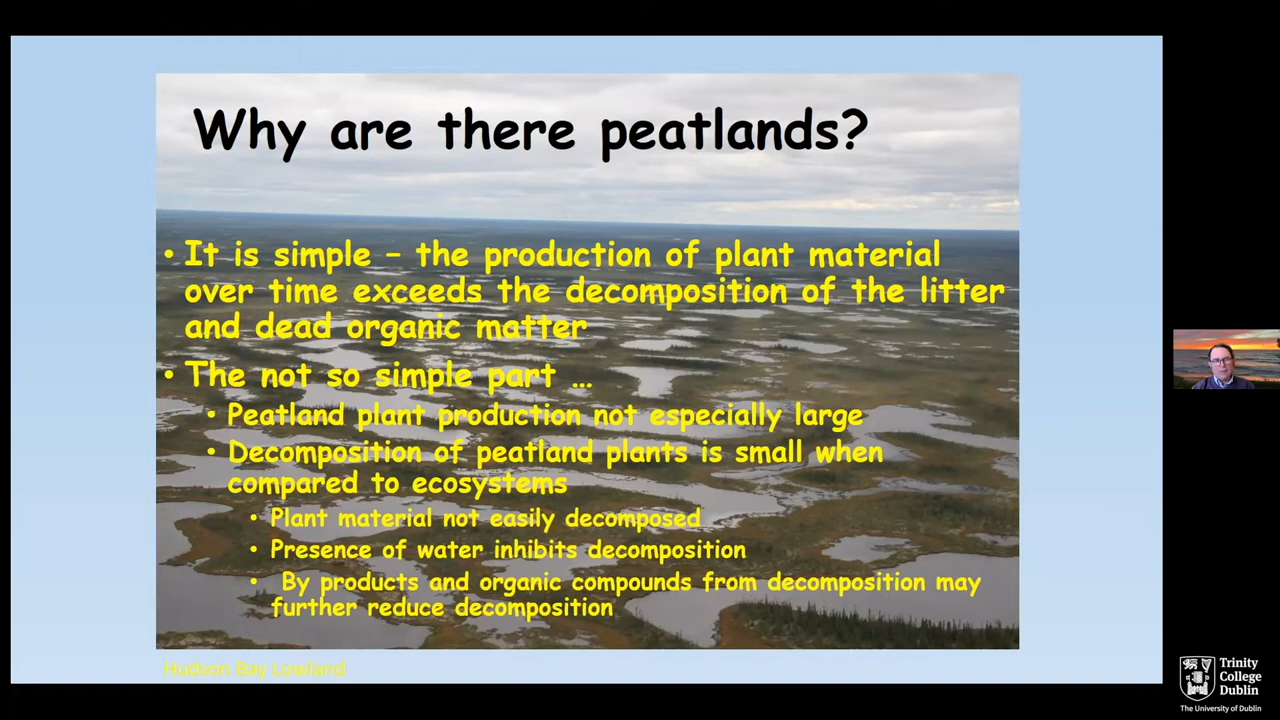 Why are there peatlands?
• It is simple – the production of plant material
over time exceeds the decomposition of the litter
and dead organic matter
• The not so simple part …
• Peatland plant production not especially large
• Decomposition of peatland plants is small when
compared to ecosystems
• Plant material not easily decomposed
• Presence of water inhibits decomposition
• By products and organic compounds from decomposition may
further reduce decomposition
Hudson Bay Lowland
Trinity
College
Dublin
The University of Dublin